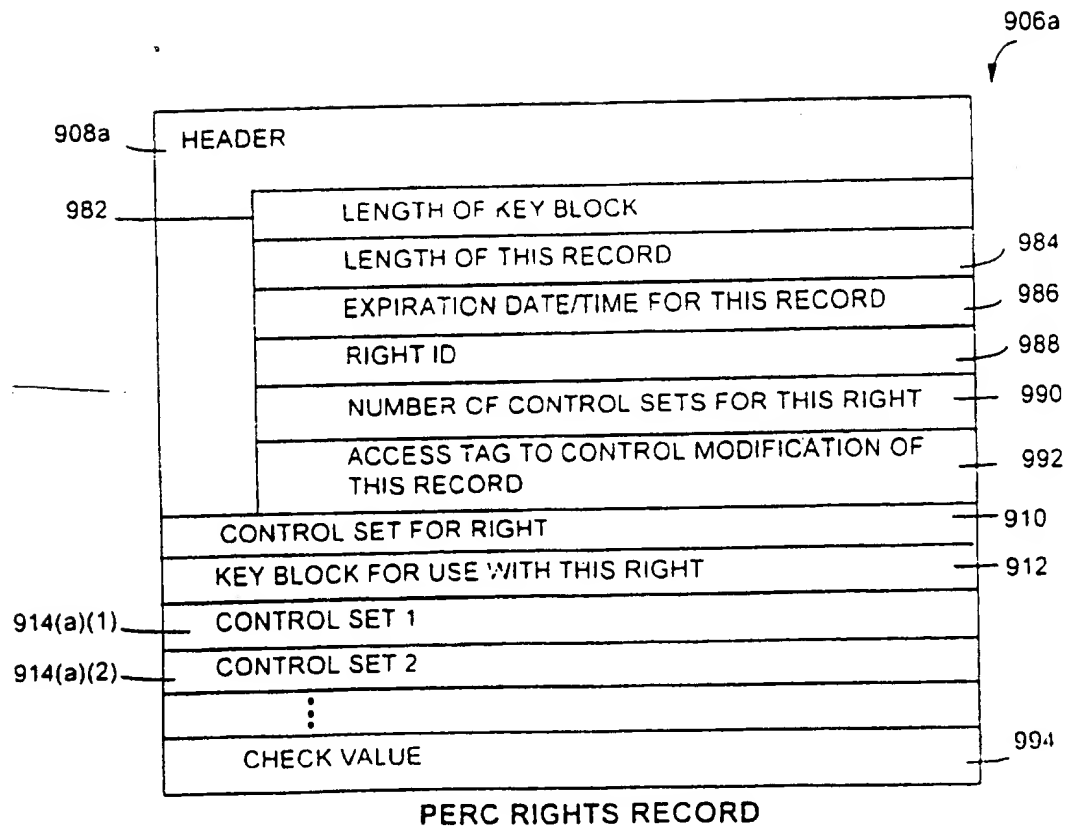 906a
908a HEADER
982 LENGTH OF KEY BLOCK
LENGTH OF THIS RECORD 984
EXPIRATION DATE/TIME FOR THIS RECORD 986
RIGHT ID 988
NUMBER OF CONTROL SETS FOR THIS RIGHT 990
ACCESS TAG TO CONTROL MODIFICATION OF
THIS RECORD 992
CONTROL SET FOR RIGHT 910
KEY BLOCK FOR USE WITH THIS RIGHT 912
914(a)(1) CONTROL SET 1
914(a)(2) CONTROL SET 2
CHECK VALUE 994
PERC RIGHTS RECORD